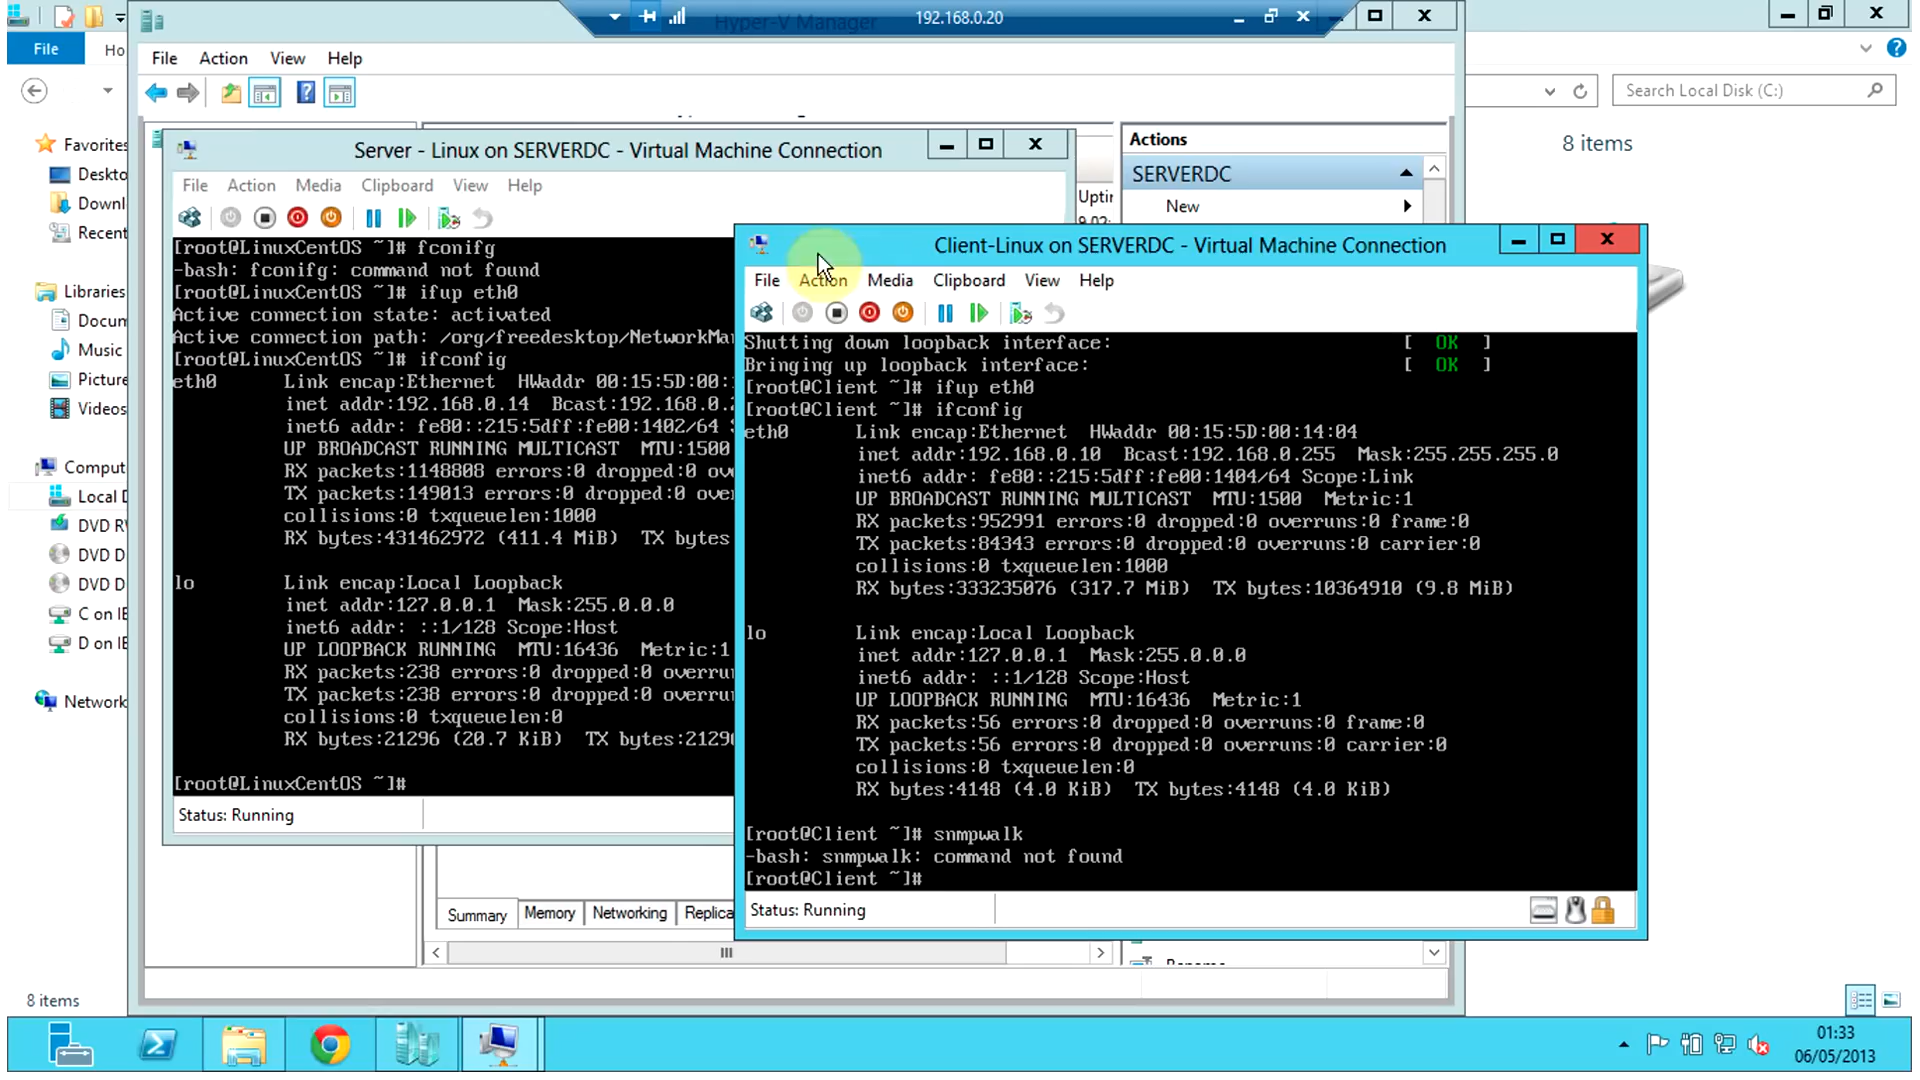 192.168.0.20
Hyper-V Manager
File
Ho
File Action View Help
Search Local Disk (C:)
8 items
Favorites
Deskto
Downl
Recent
Libraries
Docum
Music
Picture
Videos
Comput
Local D
DVD RW
DVD D
DVD D
C on IE
D on IE
Network
8 items
Actions
SERVERDC
New
Uptir
Server - Linux on SERVERDC - Virtual Machine Connection
File Action Media Clipboard View Help
[root@LinuxCentOS ~]# fconifg
-bash: fconifg: command not found
[root@LinuxCentOS ~]# ifup eth0
Active connection state: activated
Active connection path: /org/freedesktop/NetworkMa
[root@LinuxCentOS ~]# ifconfig
eth0 Link encap:Ethernet HWaddr 00:15:5D:00:
inet addr:192.168.0.14 Bcast:192.168.0.
inet6 addr: fe80::215:5dff:fe00:1402/64
UP BROADCAST RUNNING MULTICAST MTU:1500
RX packets:1148808 errors:0 dropped:0 ov
TX packets:149013 errors:0 dropped:0 ove
collisions:0 txqueuelen:1000
RX bytes:431462972 (411.4 MiB) TX bytes
lo Link encap:Local Loopback
inet addr:127.0.0.1 Mask:255.0.0.0
inet6 addr: ::1/128 Scope:Host
UP LOOPBACK RUNNING MTU:16436 Metric:1
RX packets:238 errors:0 dropped:0 overru
TX packets:238 errors:0 dropped:0 overru
collisions:0 txqueuelen:0
RX bytes:21296 (20.7 KiB) TX bytes:2129
[root@LinuxCentOS ~]#
Status: Running
Client-Linux on SERVERDC - Virtual Machine Connection
File Action Media Clipboard View Help
Shutting down loopback interface: [ OK ]
Bringing up loopback interface: [ OK ]
[root@Client ~]# ifup eth0
[root@Client ~]# ifconfig
eth0 Link encap:Ethernet HWaddr 00:15:5D:00:14:04
inet addr:192.168.0.10 Bcast:192.168.0.255 Mask:255.255.255.0
inet6 addr: fe80::215:5dff:fe00:1404/64 Scope:Link
UP BROADCAST RUNNING MULTICAST MTU:1500 Metric:1
RX packets:952991 errors:0 dropped:0 overruns:0 frame:0
TX packets:84343 errors:0 dropped:0 overruns:0 carrier:0
collisions:0 txqueuelen:1000
RX bytes:333235076 (317.7 MiB) TX bytes:10364910 (9.8 MiB)
lo Link encap:Local Loopback
inet addr:127.0.0.1 Mask:255.0.0.0
inet6 addr: ::1/128 Scope:Host
UP LOOPBACK RUNNING MTU:16436 Metric:1
RX packets:56 errors:0 dropped:0 overruns:0 frame:0
TX packets:56 errors:0 dropped:0 overruns:0 carrier:0
collisions:0 txqueuelen:0
RX bytes:4148 (4.0 KiB) TX bytes:4148 (4.0 KiB)
[root@Client ~]# snmpwalk
-bash: snmpwalk: command not found
[root@Client ~]#
Status: Running
Summary Memory Networking Replica
01:33
06/05/2013